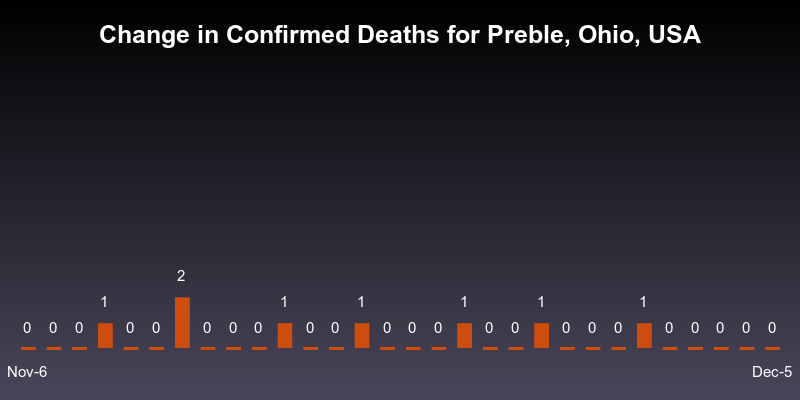 Change in Confirmed Deaths for Preble, Ohio, USA
2
1 1 1 1 1 1
0 0 0 0 0 0 0 0 0 0 0 0 0 0 0 0 0 0 0 0 0 0 0
Nov-6 Dec-5